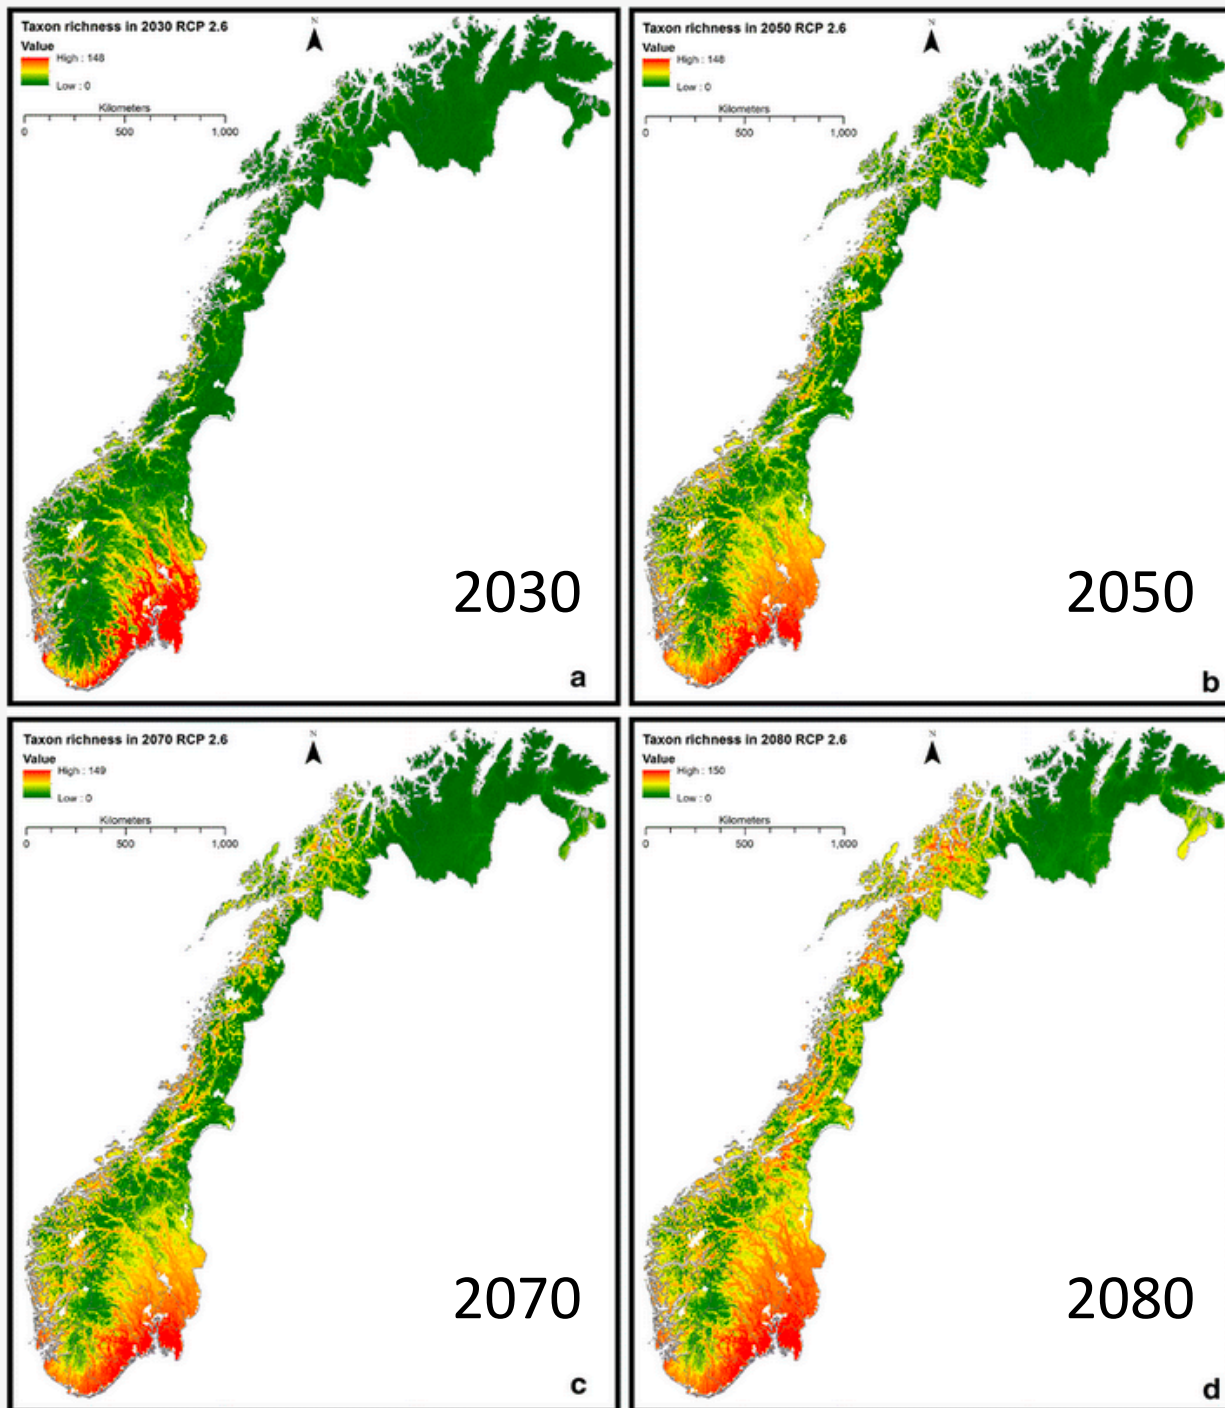 Taxon richness in 2030 RCP 2.6
N
Value
High : 148
Low : 0
Kilometers
0 500 1,000
2030
a
Taxon richness in 2050 RCP 2.6
N
Value
High : 148
Low : 0
Kilometers
0 500 1,000
2050
b
Taxon richness in 2070 RCP 2.6
N
Value
High : 149
Low : 0
Kilometers
0 500 1,000
2070
c
Taxon richness in 2080 RCP 2.6
N
Value
High : 150
Low : 0
Kilometers
0 500 1,000
2080
d